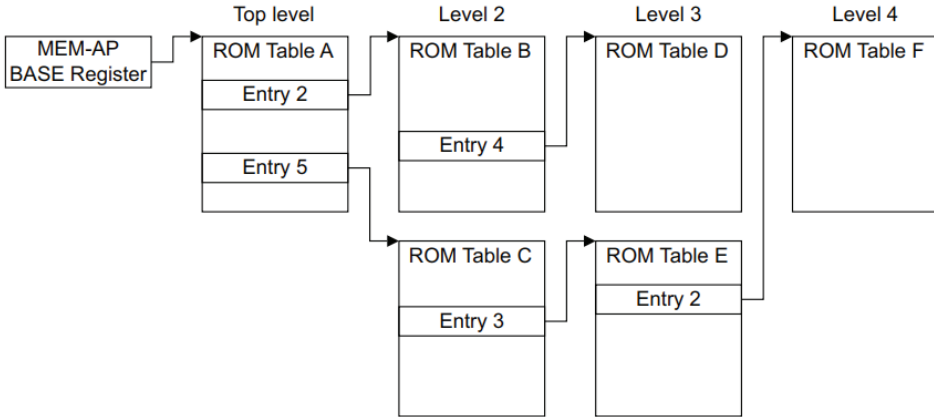 Top level
Level 2
Level 3
Level 4
MEM-AP
BASE Register
ROM Table A
Entry 2
Entry 5
ROM Table B
Entry 4
ROM Table D
ROM Table F
ROM Table C
Entry 3
ROM Table E
Entry 2